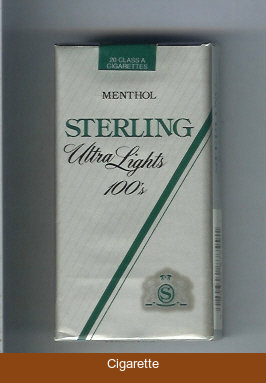 20 CLASS A
CIGARETTES
MENTHOL
STERLING
Ultra Lights
100's
S
Cigarette